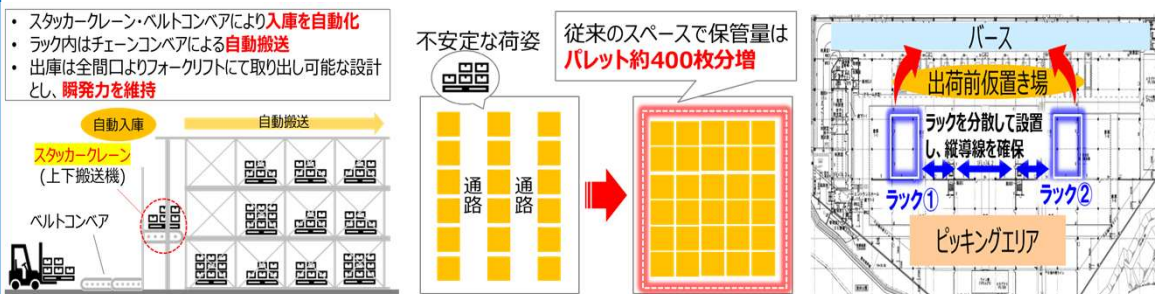 • スタッカークレーン・ベルトコンベアにより入庫を自動化
• ラック内はチェーンコンベアによる自動搬送
• 出庫は全間口よりフォークリフトにて取り出し可能な設計
とし、瞬発力を維持
自動入庫
自動搬送
スタッカークレーン
(上下搬送機)
ベルトコンベア
不安定な荷姿
通路
通路
従来のスペースで保管量は
パレット約400枚分増
バース
出荷前仮置き場
ラックを分散して設置
し、縦導線を確保
ラック①
ラック②
ピッキングエリア